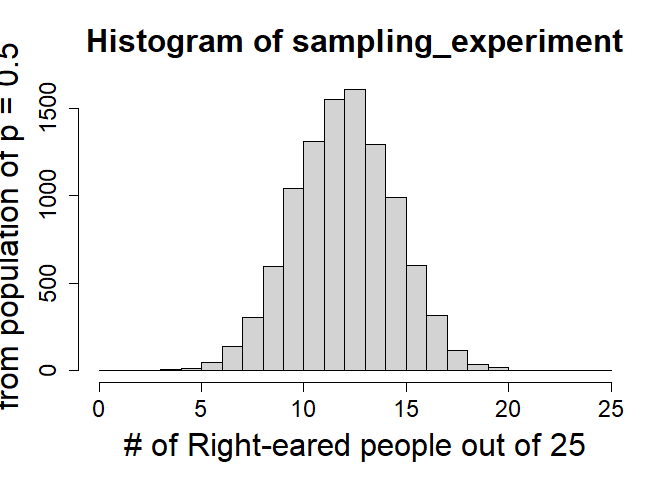 Histogram of sampling_experiment
from population of p = 0.5
1500
1000
500
0
0 5 10 15 20 25
# of Right-eared people out of 25